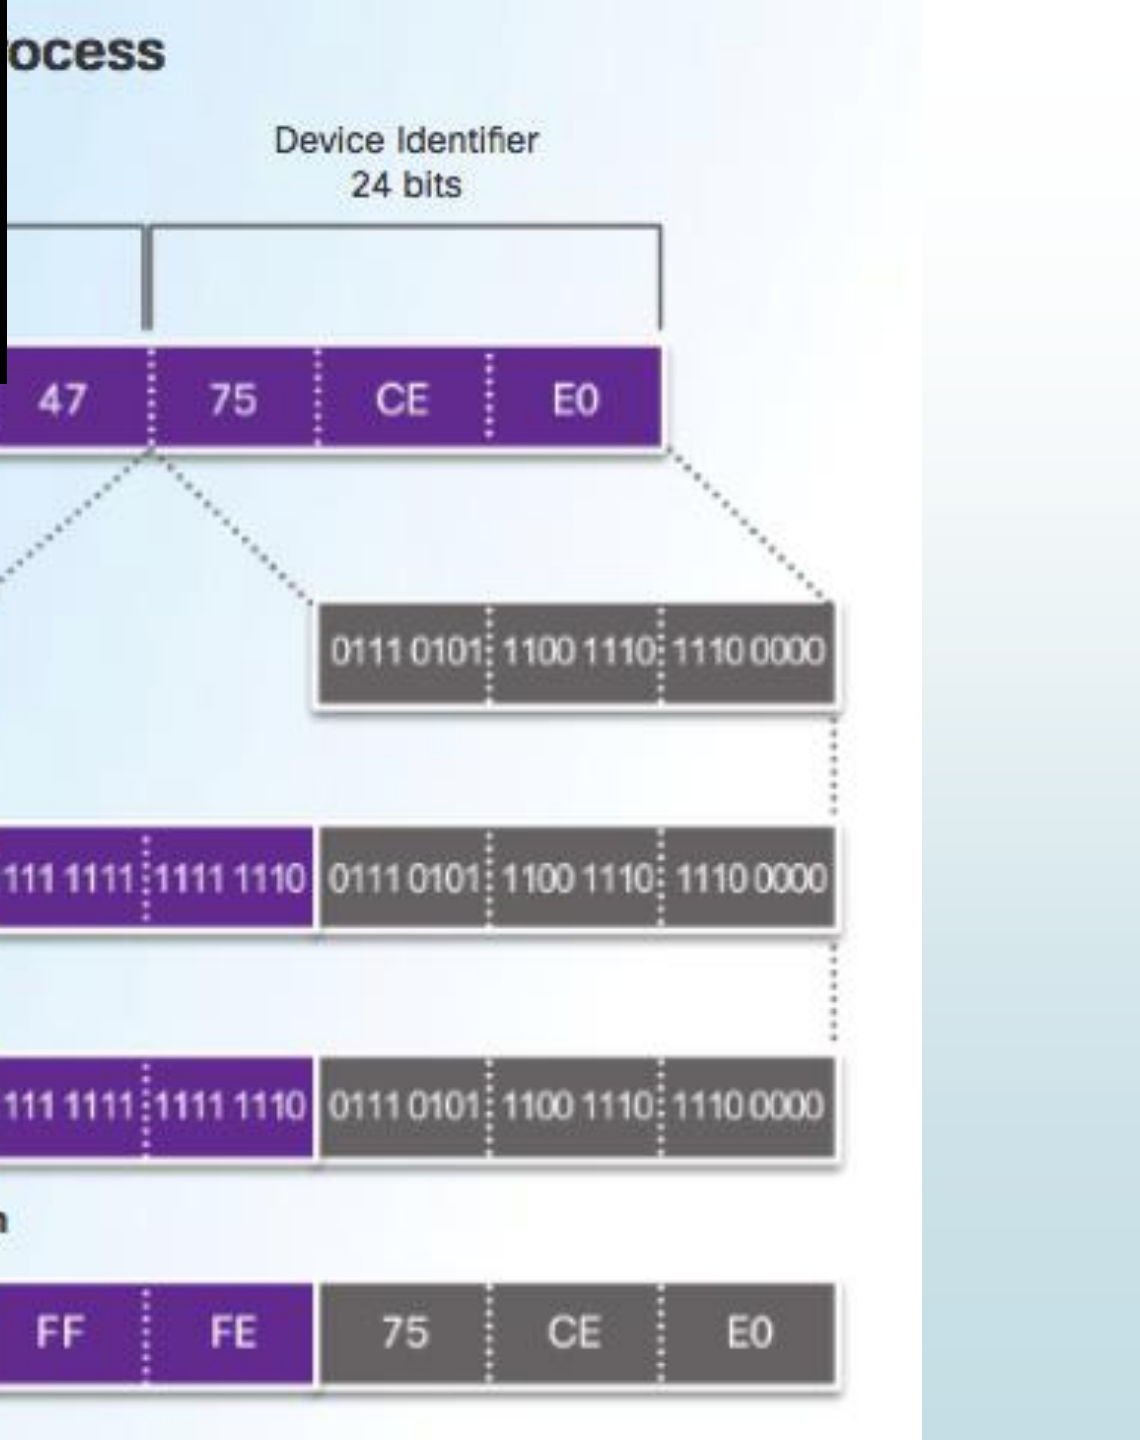 ocess
Device Identifier
24 bits
47 75 CE E0
0111 0101 1100 1110 1110 0000
111 1111 1111 1110 0111 0101 1100 1110 1110 0000
111 1111 1111 1110 0111 0101 1100 1110 1110 0000
n
FF FE 75 CE E0